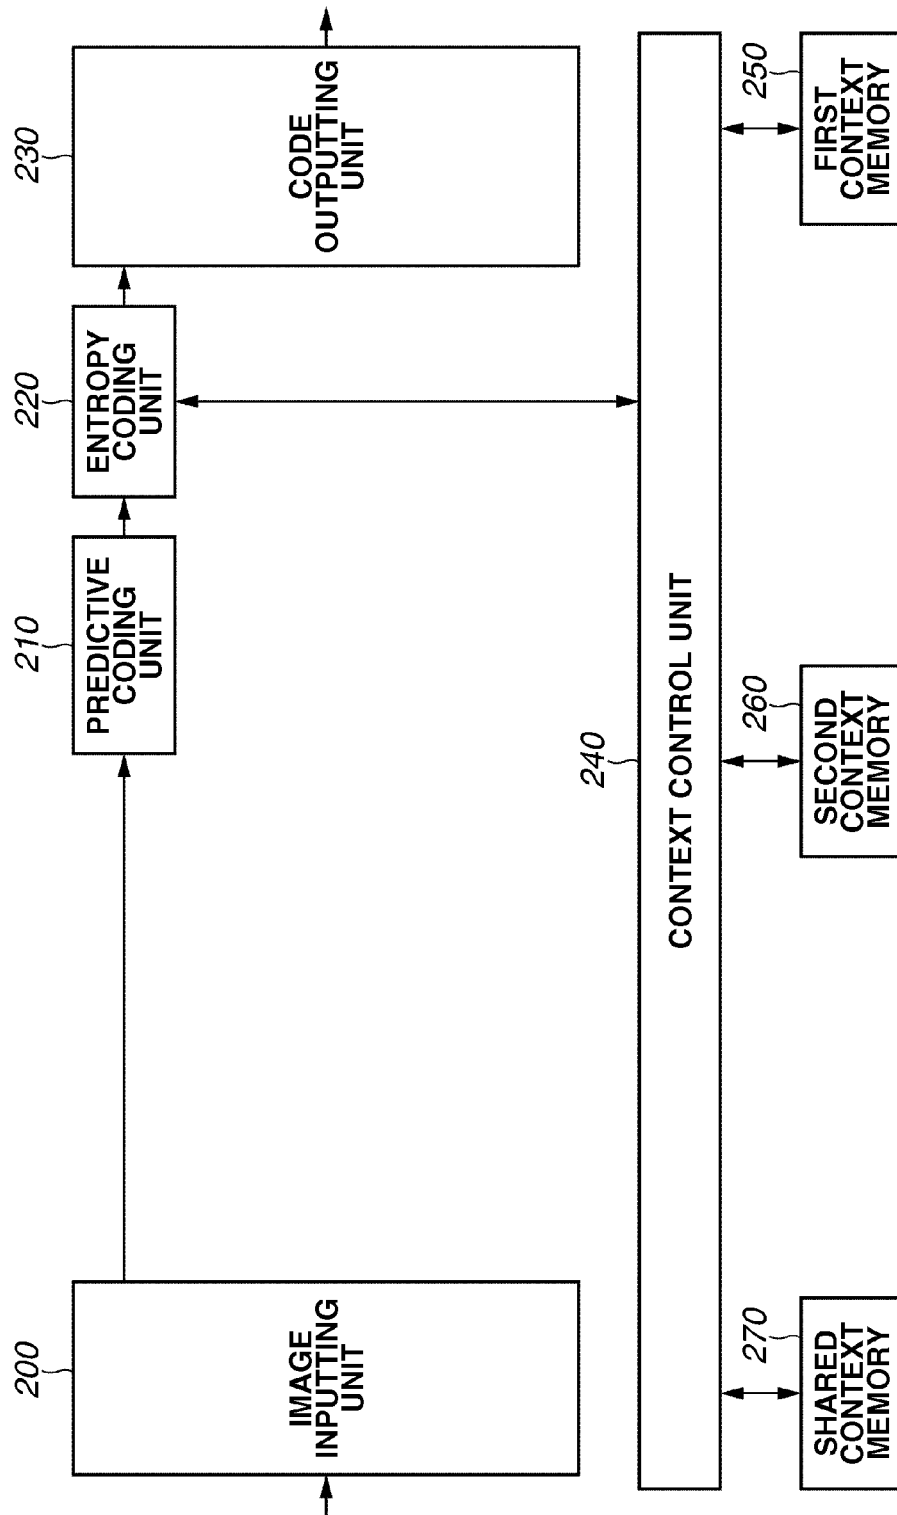 200
IMAGE
INPUTTING
UNIT
210
PREDICTIVE
CODING
UNIT
220
ENTROPY
CODING
UNIT
230
CODE
OUTPUTTING
UNIT
240
CONTEXT CONTROL UNIT
270
SHARED
CONTEXT
MEMORY
260
SECOND
CONTEXT
MEMORY
250
FIRST
CONTEXT
MEMORY